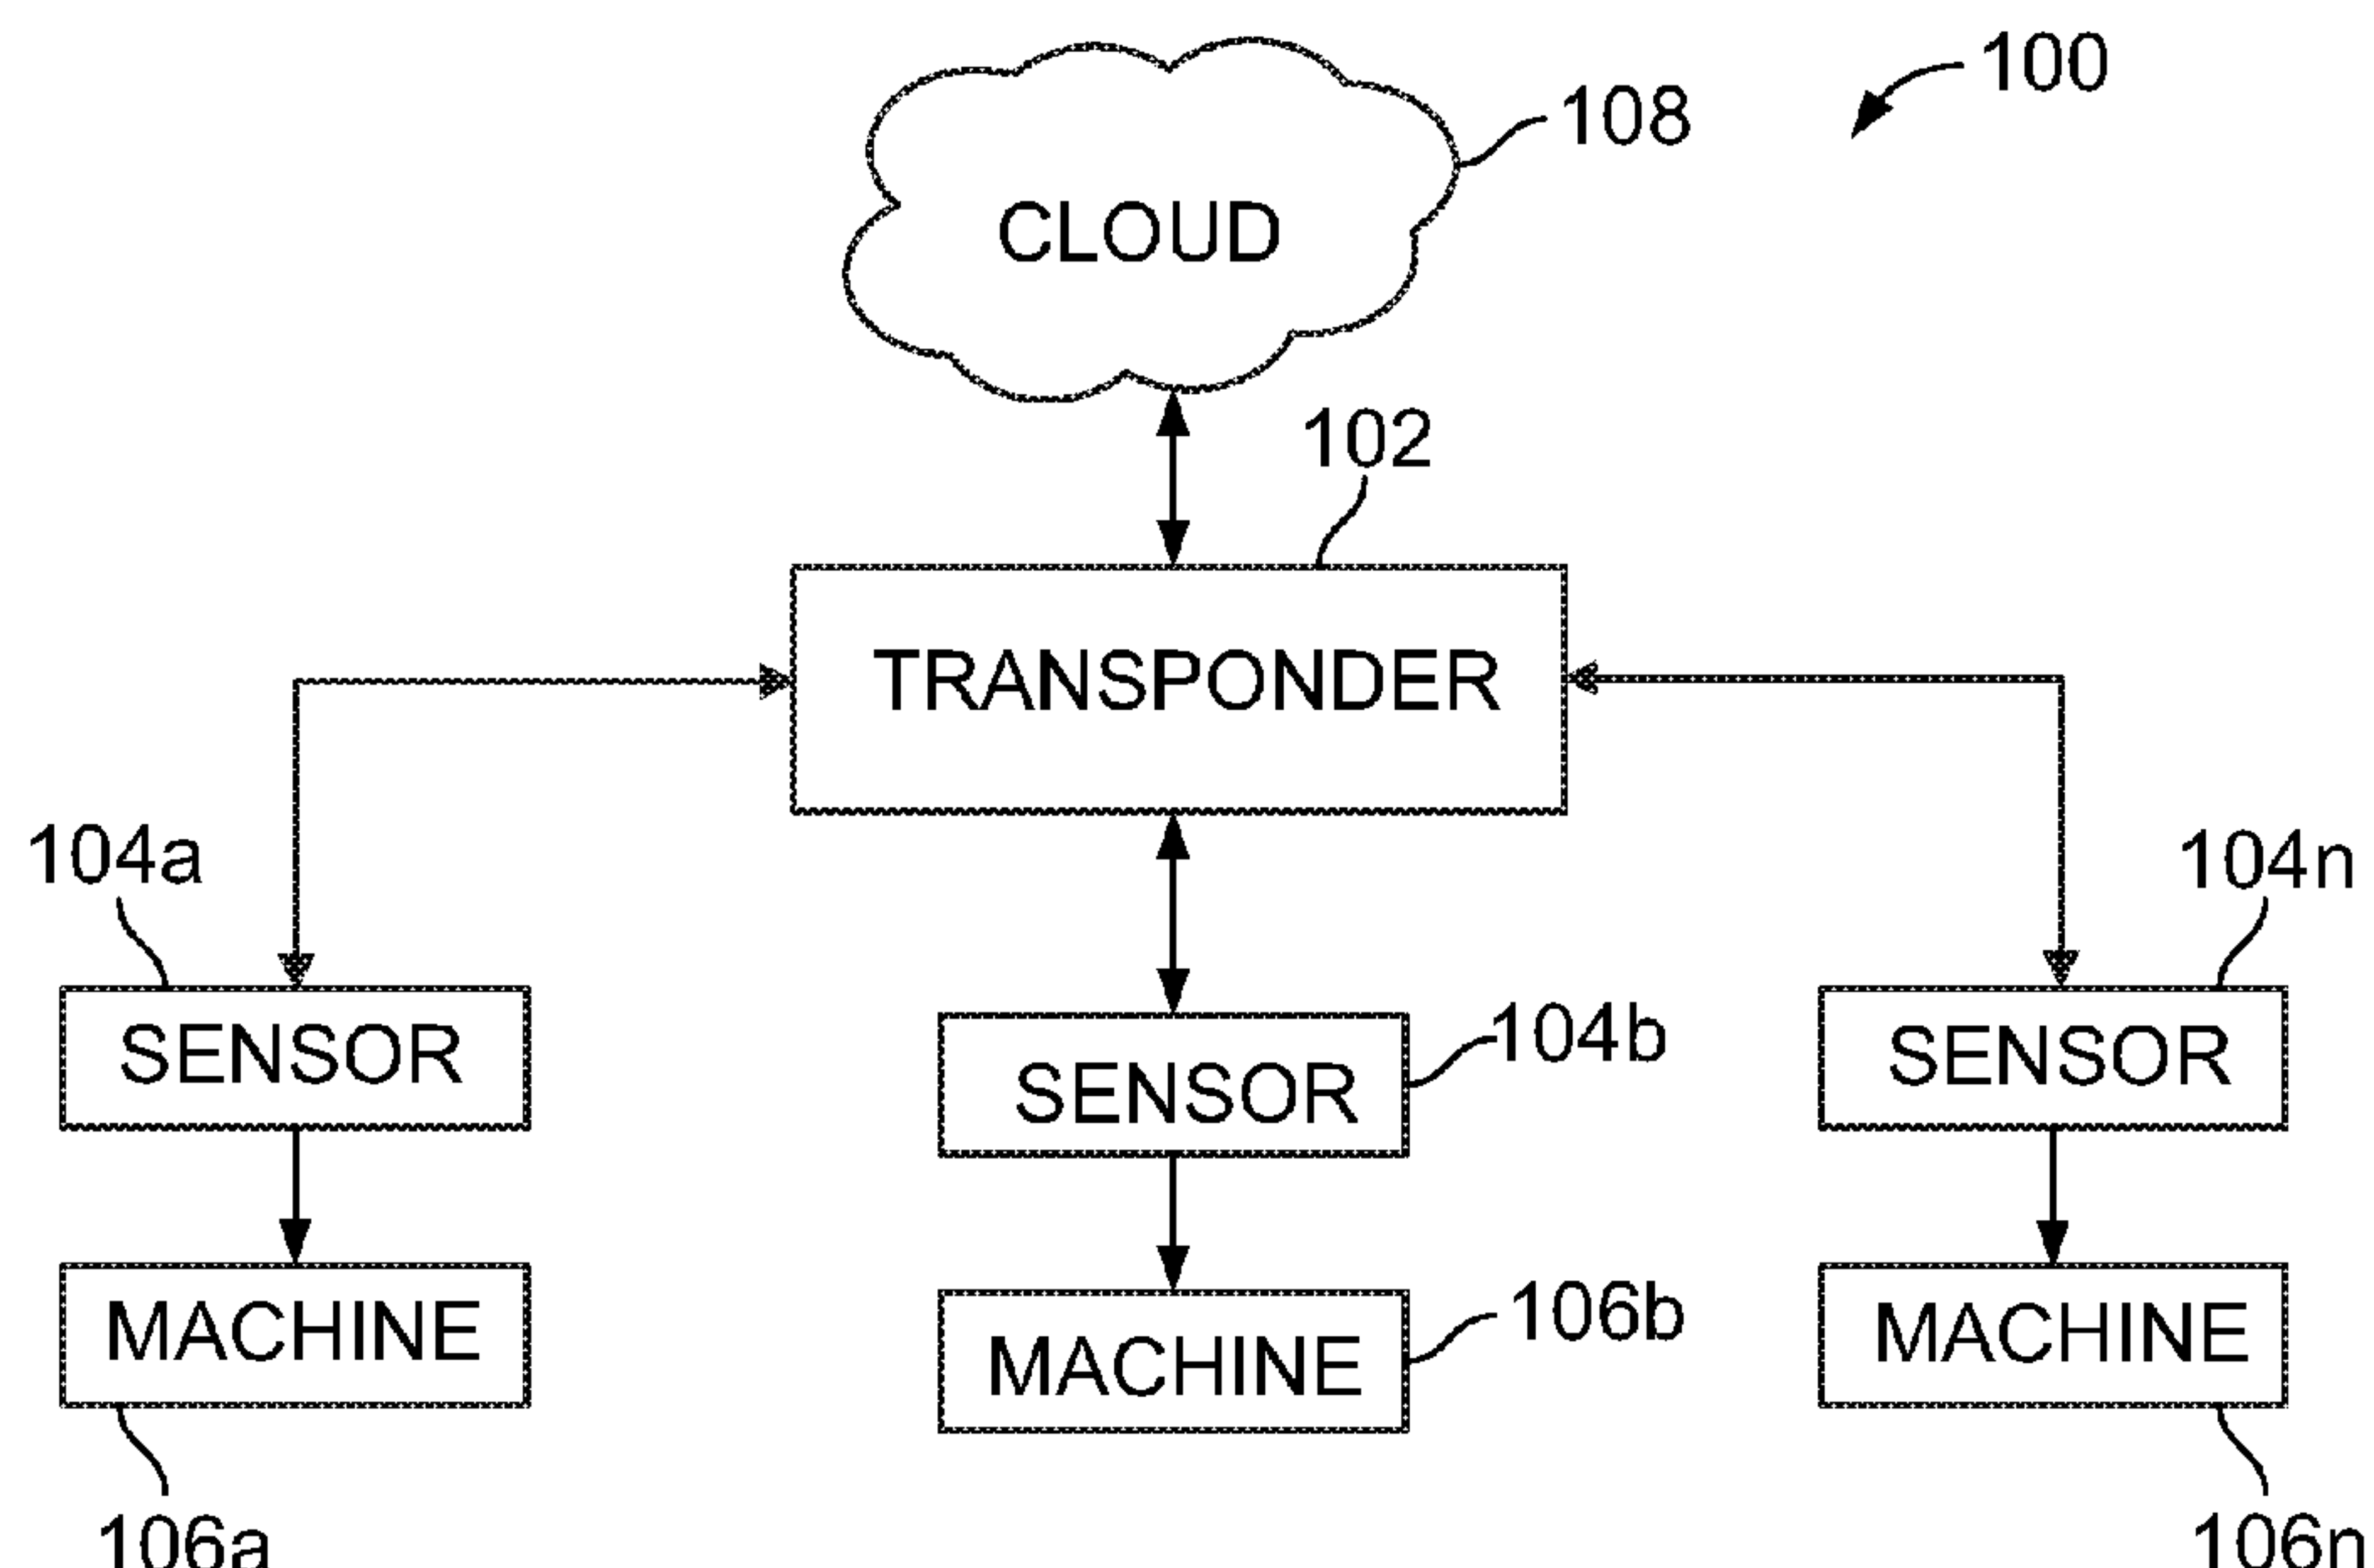 100
108
CLOUD
102
TRANSPONDER
104a
104n
SENSOR
104b
SENSOR
SENSOR
MACHINE
106b
MACHINE
MACHINE
106a
106n